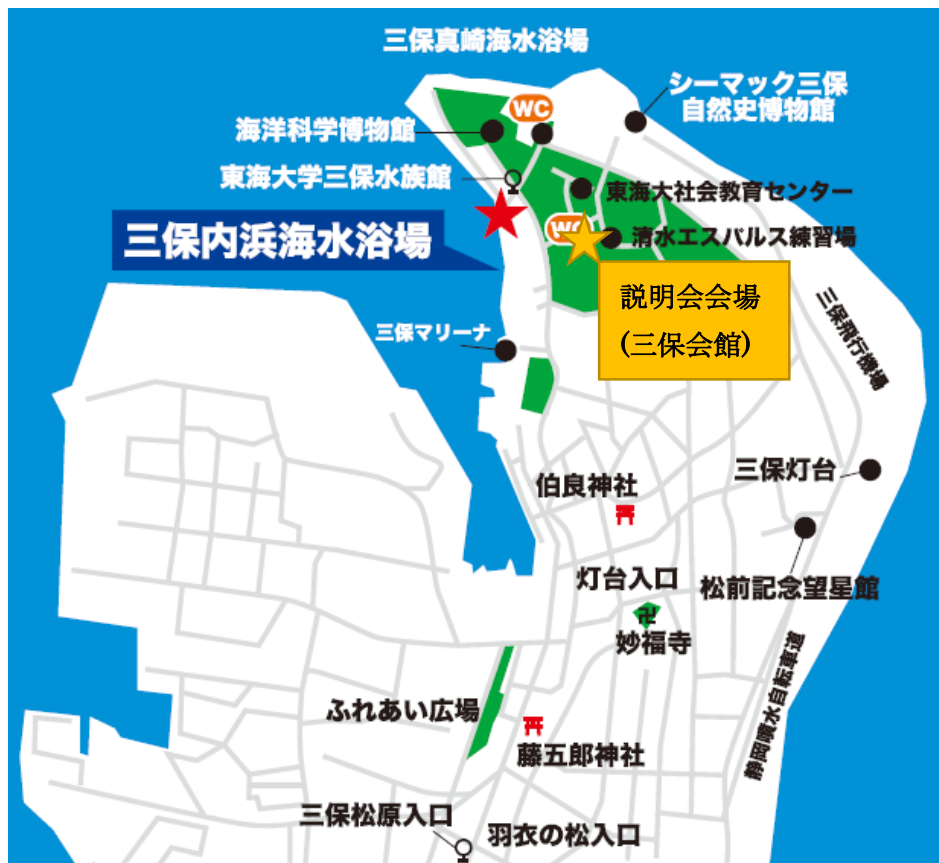 三保真崎海水浴場
シーマック三保
自然史博物館
WC
海洋科学博物館
東海大学三保水族館
東海大社会教育センター
三保内浜海水浴場
WC
清水エスパルス練習場
説明会会場
(三保会館)
三保マリーナ
三保飛行機場
三保灯台
伯良神社
灯台入口
松前記念望星館
妙福寺
静岡噴水自転車道
ふれあい広場
藤五郎神社
三保松原入口
羽衣の松入口